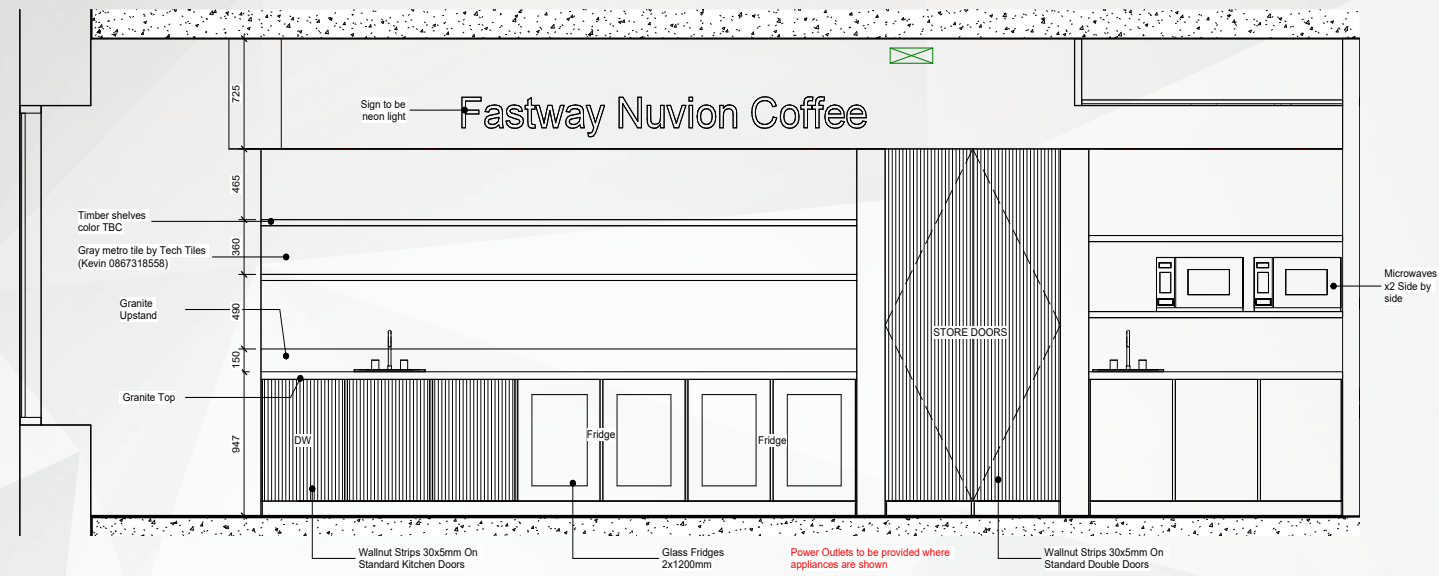 725
Sign to be
neon light
Fastway Nuvion Coffee
465
Timber shelves
color TBC
Gray metro tile by Tech Tiles
(Kevin 0867318558)
360
Granite
Upstand
490
150
Granite Top
947
DW
Fridge
Fridge
STORE DOORS
Microwaves
x2 Side by
side
Wallnut Strips 30x5mm On
Standard Kitchen Doors
Glass Fridges
2x1200mm
Power Outlets to be provided where
appliances are shown
Wallnut Strips 30x5mm On
Standard Double Doors